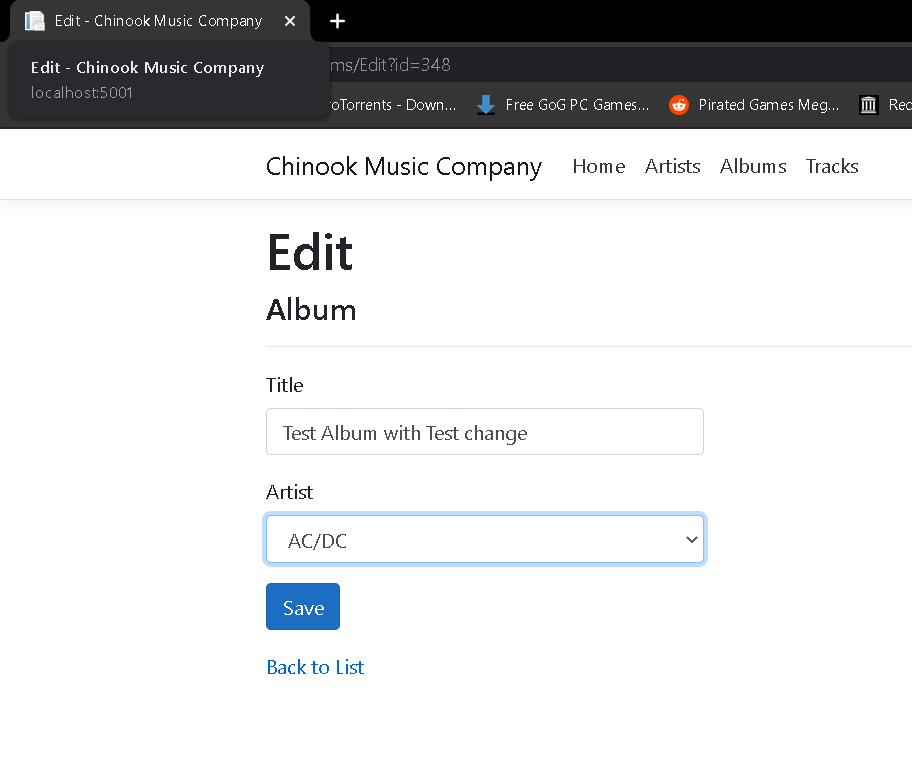 Edit - Chinook Music Company
Edit - Chinook Music Company
localhost:5001
ms/Edit?id=348
oTorrents - Down...
Free GoG PC Games...
Pirated Games Meg...
Chinook Music Company
Home
Artists
Albums
Tracks
Edit
Album
Title
Test Album with Test change
Artist
AC/DC
Save
Back to List